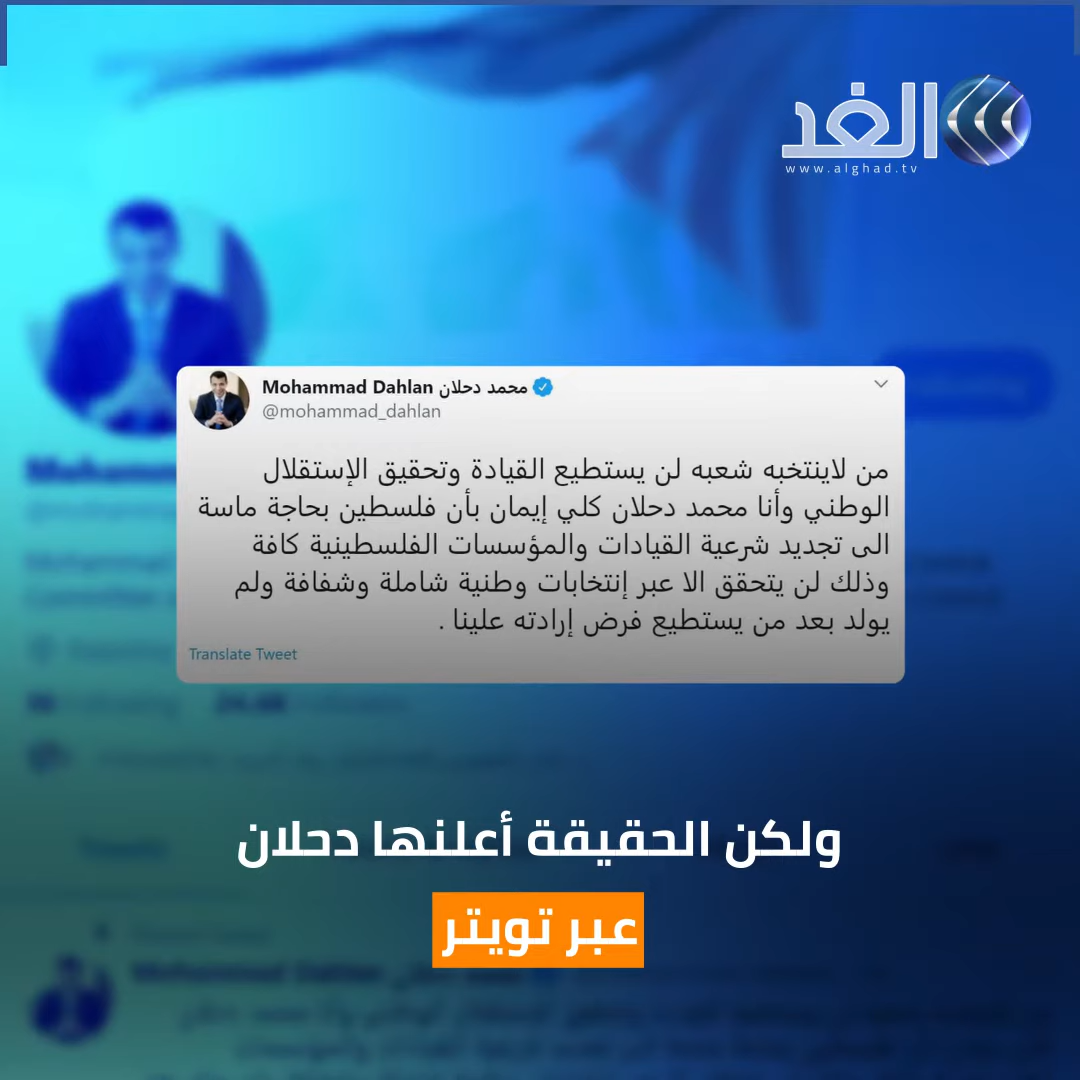 الغد
www.alghad.tv
Mohammad Dahlan محمد دحلان
@mohammad_dahlan
من لاينتخبه شعبه لن يستطيع القيادة وتحقيق الإستقلال
الوطني وأنا محمد دحلان كلي إيمان بأن فلسطين بحاجة ماسة
الى تجديد شرعية القيادات والمؤسسات الفلسطينية كافة
وذلك لن يتحقق الا عبر إنتخابات وطنية شاملة وشفافة ولم
يولد بعد من يستطيع فرض إرادته علينا .
Translate Tweet
ولكن الحقيقة أعلنها دحلان
عبر تويتر